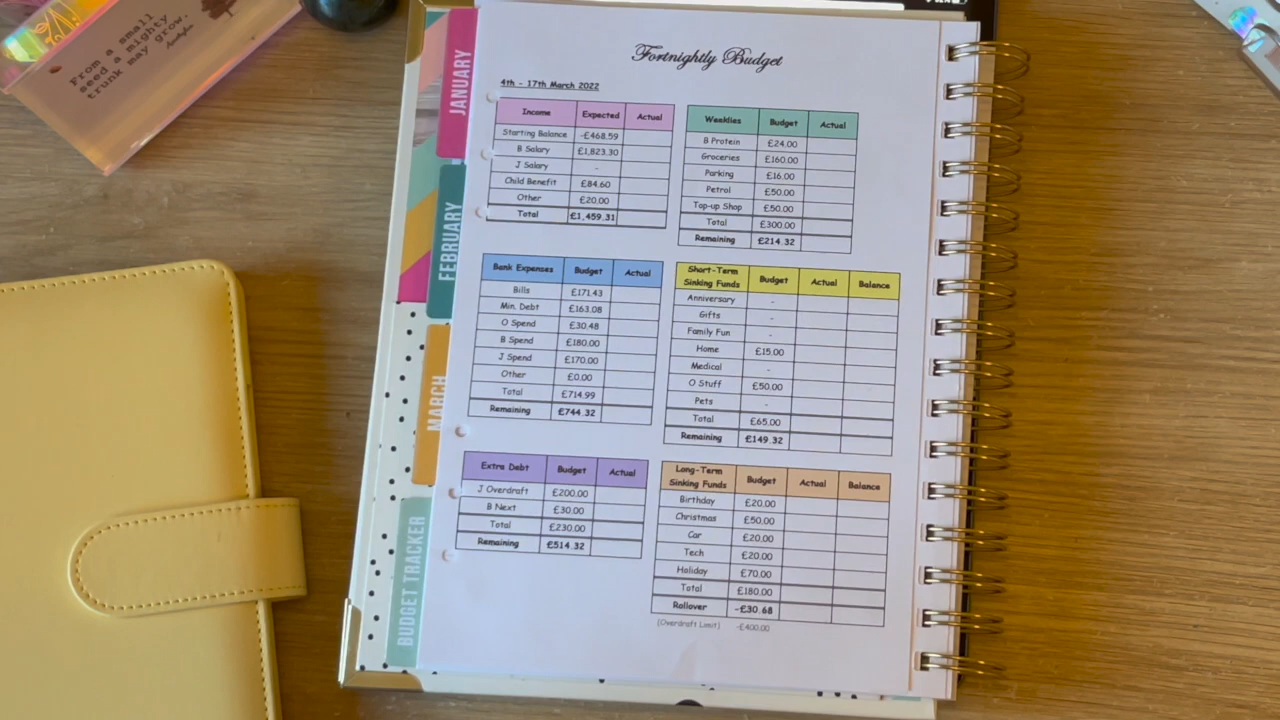 From a small
seed a mighty
trunk may grow.
JANUARY
FEBRUARY
MARCH
BUDGET TRACKER
Fortnightly Budget
4th - 17th March 2022
Income Expected Actual
Starting Balance -£468.59
B Salary £1,823.30
J Salary -
Child Benefit £84.60
Other £20.00
Total £1,459.31
Weeklies Budget Actual
B Protein £24.00
Groceries £160.00
Parking £16.00
Petrol £50.00
Top-up Shop £50.00
Total £300.00
Remaining £214.32
Bank Expenses Budget Actual
Bills £171.43
Min. Debt £163.08
O Spend £30.48
B Spend £180.00
J Spend £170.00
Other £0.00
Total £714.99
Remaining £744.32
Short-Term
Sinking Funds Budget Actual Balance
Anniversary -
Gifts -
Family Fun -
Home £15.00
Medical -
O Stuff £50.00
Pets -
Total £65.00
Remaining £149.32
Extra Debt Budget Actual
J Overdraft £200.00
B Next £30.00
Total £230.00
Remaining £514.32
Long-Term
Sinking Funds Budget Actual Balance
Birthday £20.00
Christmas £50.00
Car £20.00
Tech £20.00
Holiday £70.00
Total £180.00
Rollover -£30.68
(Overdraft Limit) -£400.00